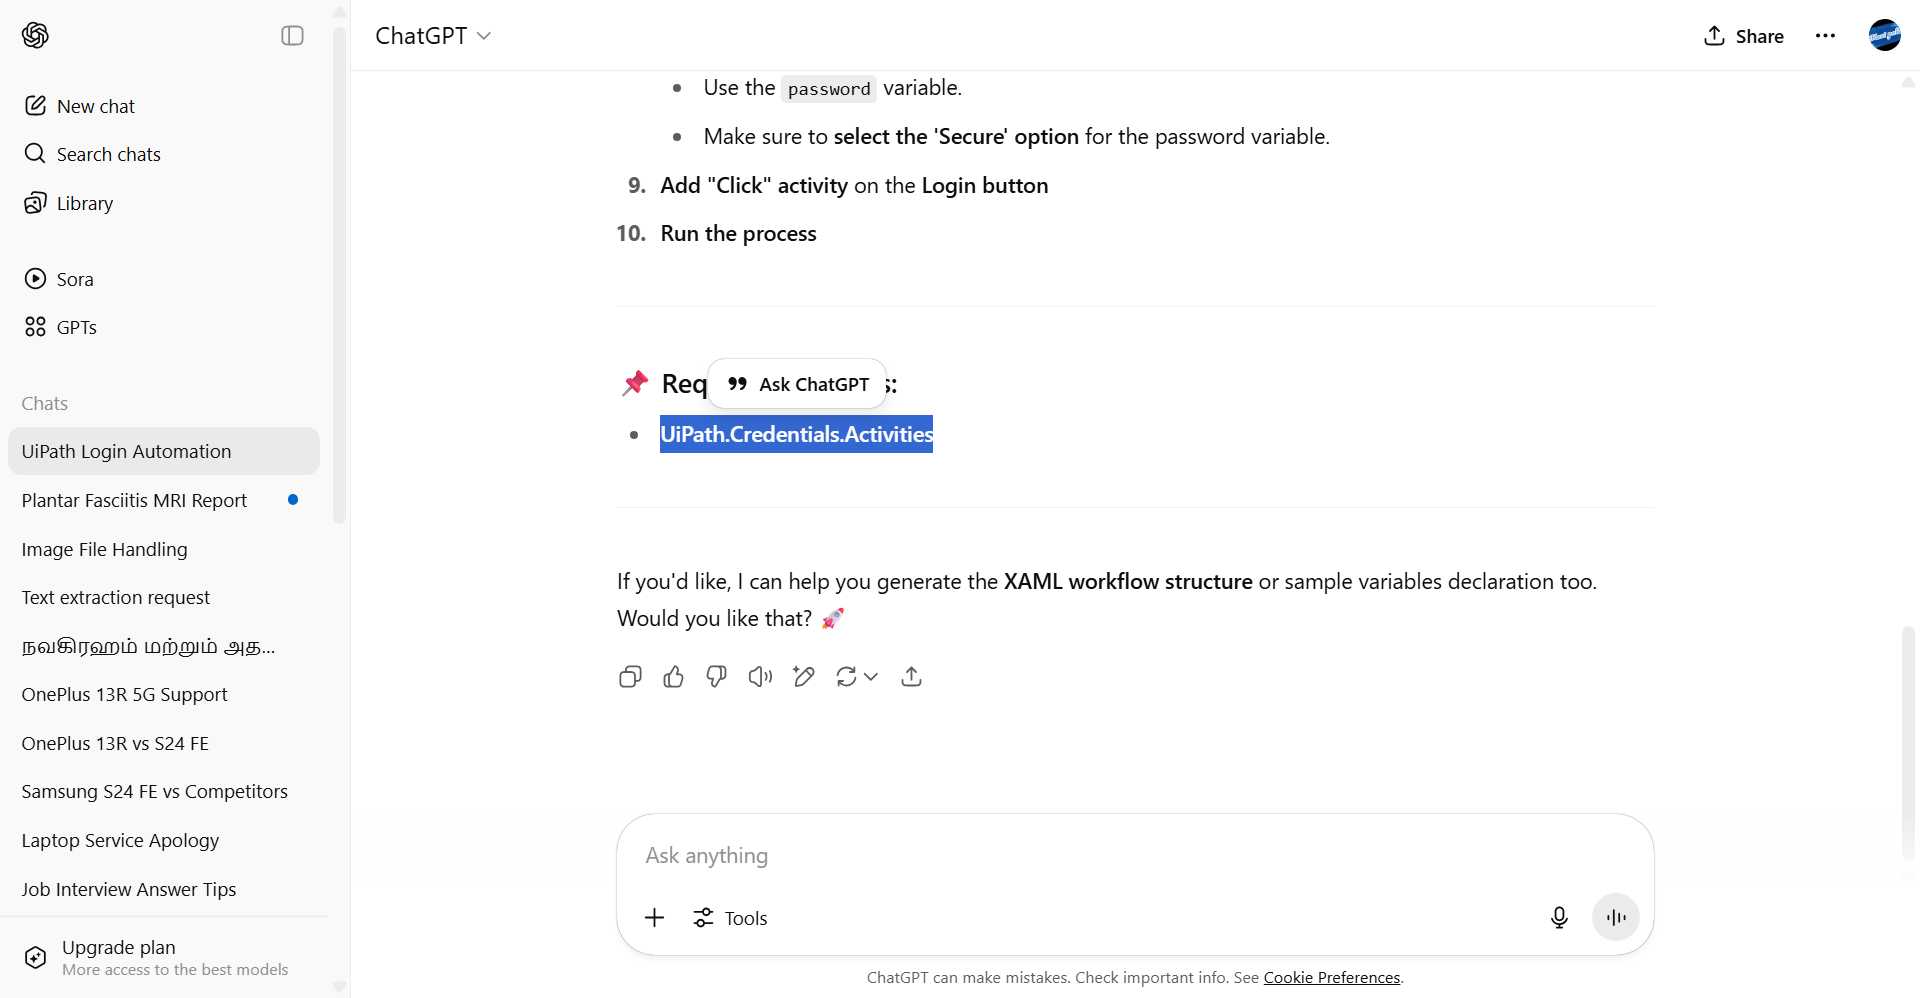 ChatGPT
Share
New chat
Search chats
Library
Sora
GPTs
Chats
UiPath Login Automation
Plantar Fasciitis MRI Report
Image File Handling
Text extraction request
நவகிரஹம் மற்றும் அத...
OnePlus 13R 5G Support
OnePlus 13R vs S24 FE
Samsung S24 FE vs Competitors
Laptop Service Apology
Job Interview Answer Tips
Upgrade plan
More access to the best models
Use the password variable.
Make sure to select the 'Secure' option for the password variable.
9. Add "Click" activity on the Login button
10. Run the process
Ask ChatGPT
UiPath.Credentials.Activities
If you'd like, I can help you generate the XAML workflow structure or sample variables declaration too.
Would you like that? 🚀
Ask anything
Tools
ChatGPT can make mistakes. Check important info. See Cookie Preferences.